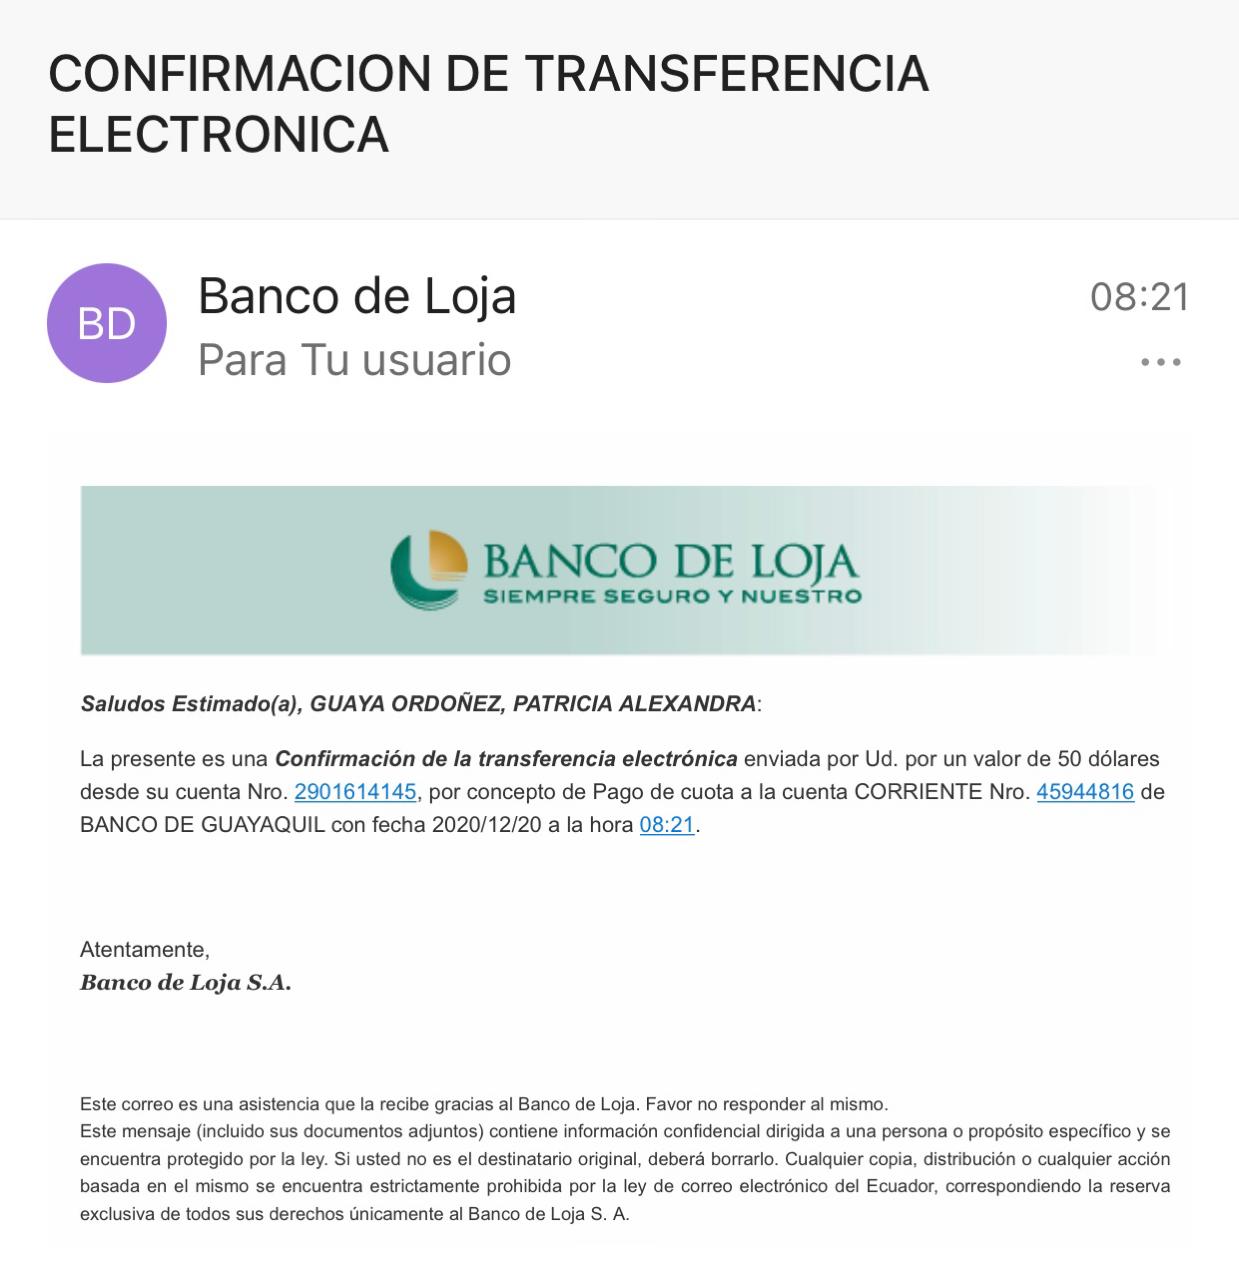 CONFIRMACION DE TRANSFERENCIA
ELECTRONICA
BD
Banco de Loja
08:21
Para Tu usuario
...
BANCO DE LOJA
SIEMPRE SEGURO Y NUESTRO
Saludos Estimado(a), GUAYA ORDOÑEZ, PATRICIA ALEXANDRA:
La presente es una Confirmación de la transferencia electrónica enviada por Ud. por un valor de 50 dólares
desde su cuenta Nro. 2901614145, por concepto de Pago de cuota a la cuenta CORRIENTE Nro. 45944816 de
BANCO DE GUAYAQUIL con fecha 2020/12/20 a la hora 08:21.
Atentamente,
Banco de Loja S.A.
Este correo es una asistencia que la recibe gracias al Banco de Loja. Favor no responder al mismo.
Este mensaje (incluido sus documentos adjuntos) contiene información confidencial dirigida a una persona o propósito específico y se
encuentra protegido por la ley. Si usted no es el destinatario original, deberá borrarlo. Cualquier copia, distribución o cualquier acción
basada en el mismo se encuentra estrictamente prohibida por la ley de correo electrónico del Ecuador, correspondiendo la reserva
exclusiva de todos sus derechos únicamente al Banco de Loja S. A.